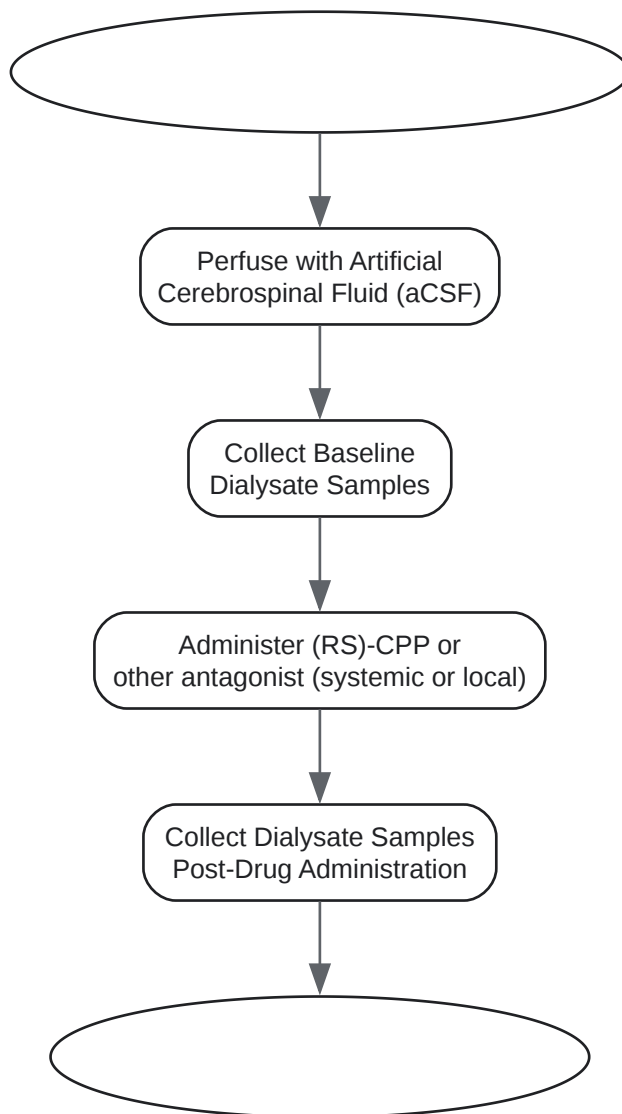 Perfuse with Artificial
Cerebrospinal Fluid (aCSF)
Collect Baseline
Dialysate Samples
Administer (RS)-CPP or
other antagonist (systemic or local)
Collect Dialysate Samples
Post-Drug Administration